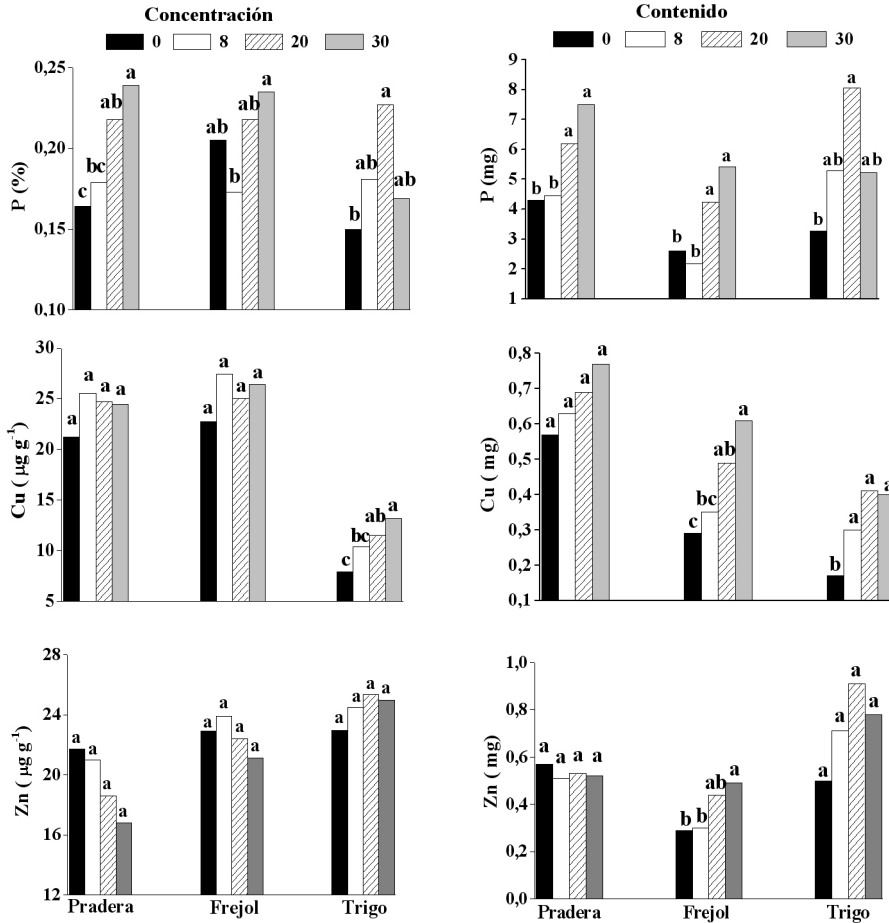 Concentración
0 8 20 30
P (%)
0,25
0,20
0,15
0,10
c bc ab a
ab b ab a
b ab a ab
Contenido
0 8 20 30
P (mg)
9
8
7
6
5
4
3
2
1
b b a a
b b a a
b ab a ab
Cu ( µg g-1)
30
25
20
15
10
5
a a a a
a a a a
c bc ab a
Cu ( mg)
0,8
0,7
0,6
0,5
0,4
0,3
0,2
0,1
a a a a
c bc ab a
b a a a
Zn ( µg g-1)
28
24
20
16
12
a a a a
a a a a
a a a a
Pradera Frejol Trigo
Zn ( mg)
1,0
0,8
0,6
0,4
0,2
0,0
a a a a
b b ab a
a a a a
Pradera Frejol Trigo